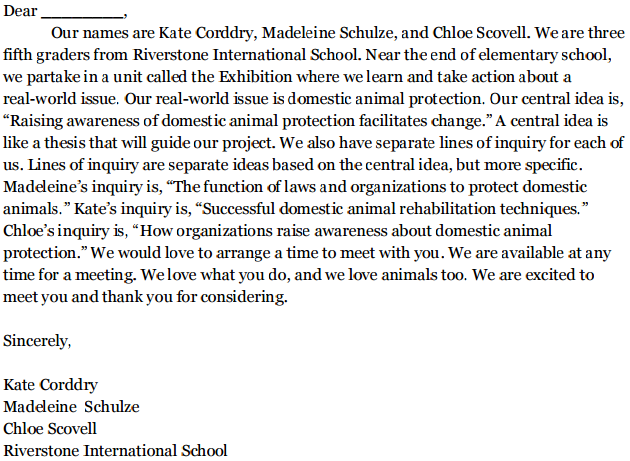 Dear __________,
Our names are Kate Corddry, Madeleine Schulze, and Chloe Scovell. We are three
fifth graders from Riverstone International School. Near the end of elementary school,
we partake in a unit called the Exhibition where we learn and take action about a
real-world issue. Our real-world issue is domestic animal protection. Our central idea is,
“Raising awareness of domestic animal protection facilitates change.” A central idea is
like a thesis that will guide our project. We also have separate lines of inquiry for each of
us. Lines of inquiry are separate ideas based on the central idea, but more specific.
Madeleine’s inquiry is, “The function of laws and organizations to protect domestic
animals.” Kate’s inquiry is, “Successful domestic animal rehabilitation techniques.”
Chloe’s inquiry is, “How organizations raise awareness about domestic animal
protection.” We would love to arrange a time to meet with you. We are available at any
time for a meeting. We love what you do, and we love animals too. We are excited to
meet you and thank you for considering.
Sincerely,
Kate Corddry
Madeleine Schulze
Chloe Scovell
Riverstone International School